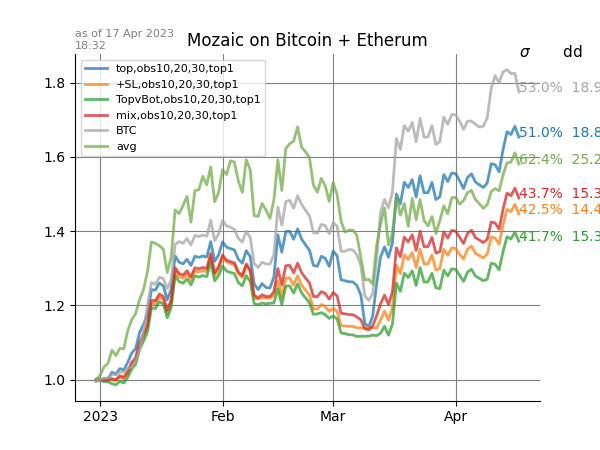 as of 17 Apr 2023
18:32
Mozaic on Bitcoin + Etherum
σ dd
top,obs10,20,30,top1
+SL,obs10,20,30,top1
TopvBot,obs10,20,30,top1
mix,obs10,20,30,top1
BTC
avg
53.0% 18.9
51.0% 18.8
62.4% 25.2
43.7% 15.3
42.5% 14.4
41.7% 15.3
1.8
1.6
1.4
1.2
1.0
2023 Feb Mar Apr